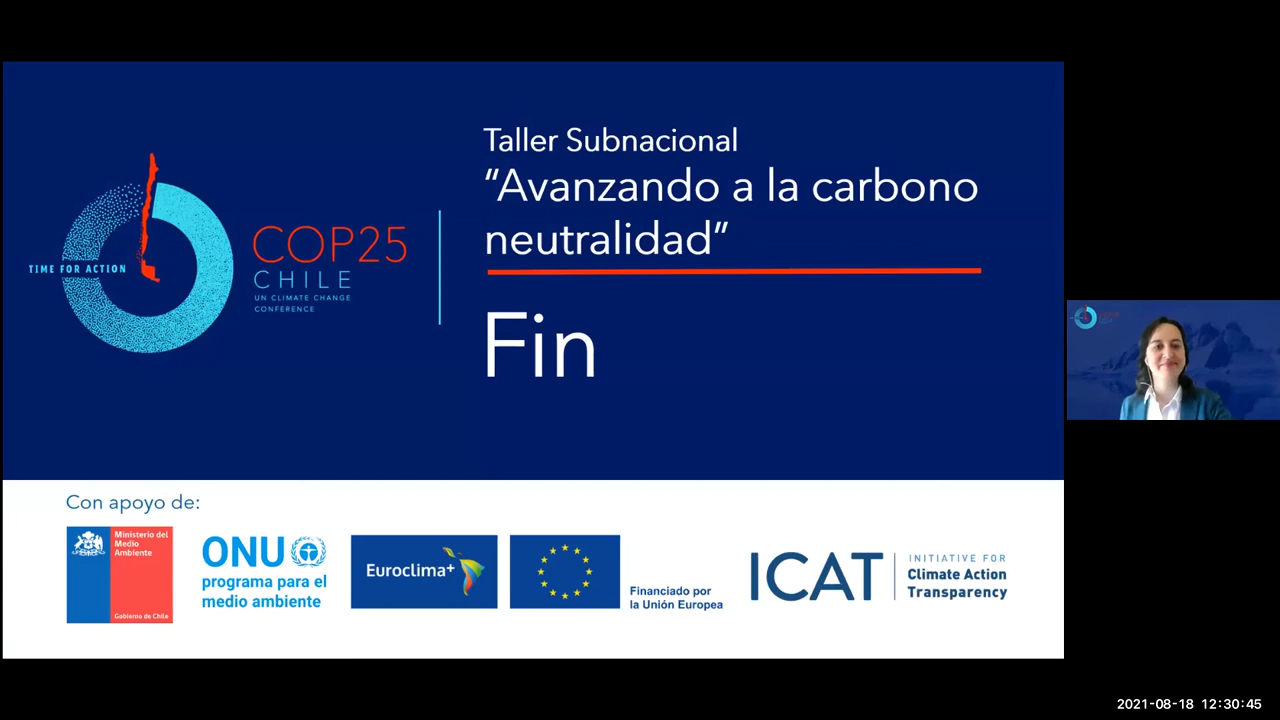 Taller Subnacional
“Avanzando a la carbono
neutralidad”
Fin
TIME FOR ACTION
COP25
CHILE
UN CLIMATE CHANGE
CONFERENCE
Con apoyo de:
Ministerio del
Medio
Ambiente
Gobierno de Chile
ONU
programa para el
medio ambiente
Euroclima+
Financiado por
la Unión Europea
ICAT
INITIATIVE FOR
Climate Action
Transparency
2021-08-18 12:30:45